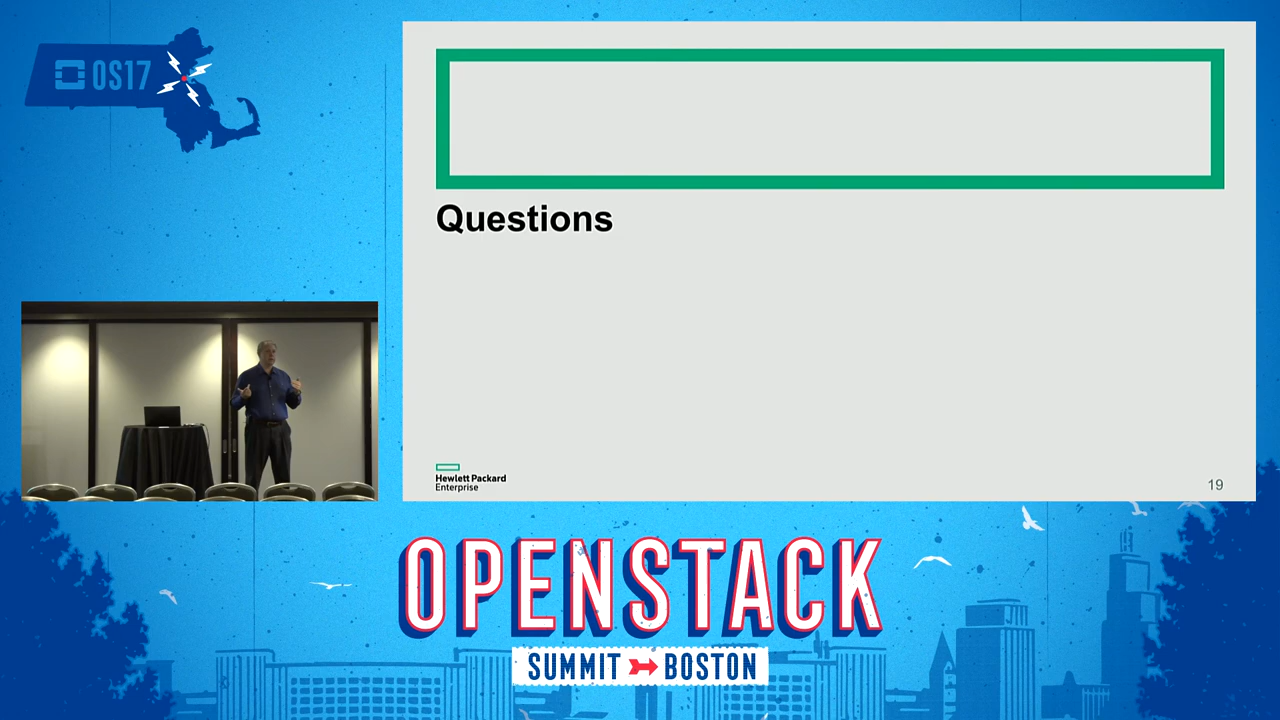 OS17
Questions
Hewlett Packard
Enterprise
19
OPENSTACK
SUMMIT BOSTON